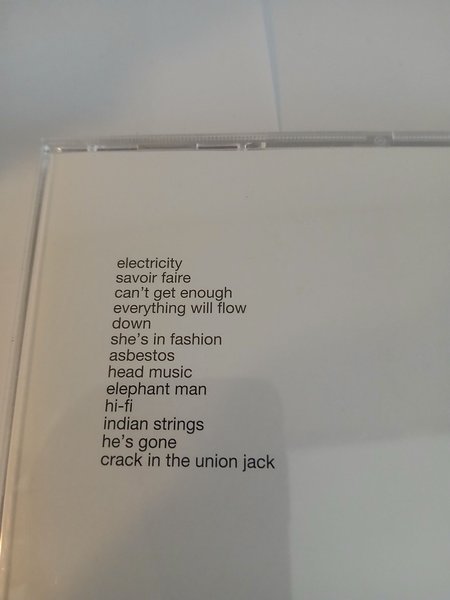 electricity
savoir faire
can't get enough
everything will flow
down
she's in fashion
asbestos
head music
elephant man
hi-fi
indian strings
he's gone
crack in the union jack